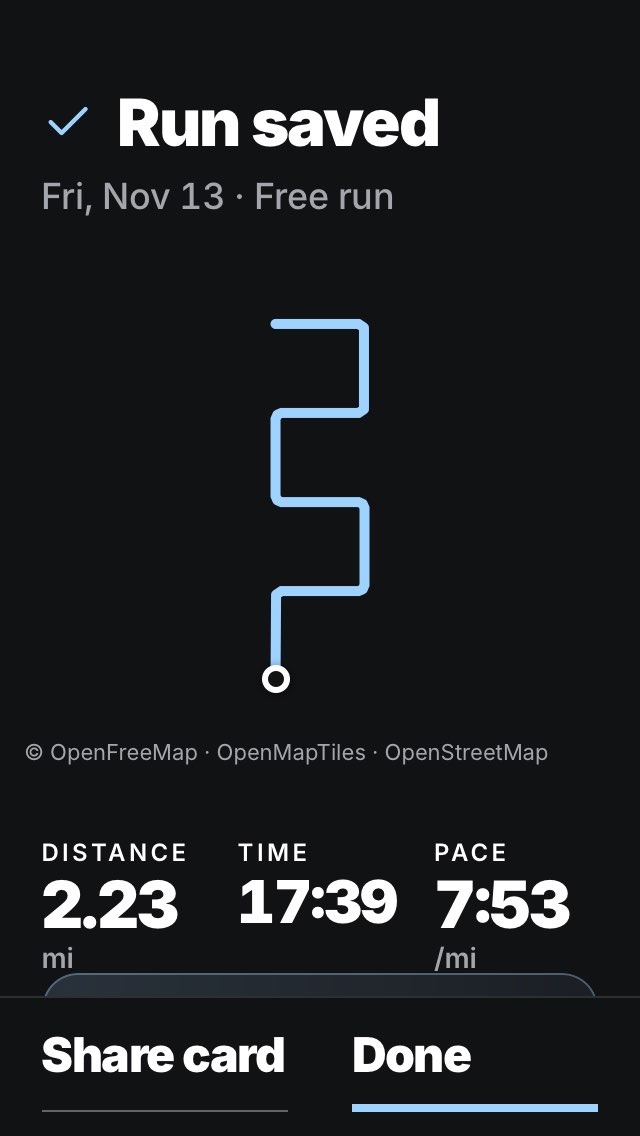 Run saved
Fri, Nov 13 · Free run
© OpenFreeMap · OpenMapTiles · OpenStreetMap
DISTANCE TIME PACE
2.23 17:39 7:53
mi /mi
Share card Done